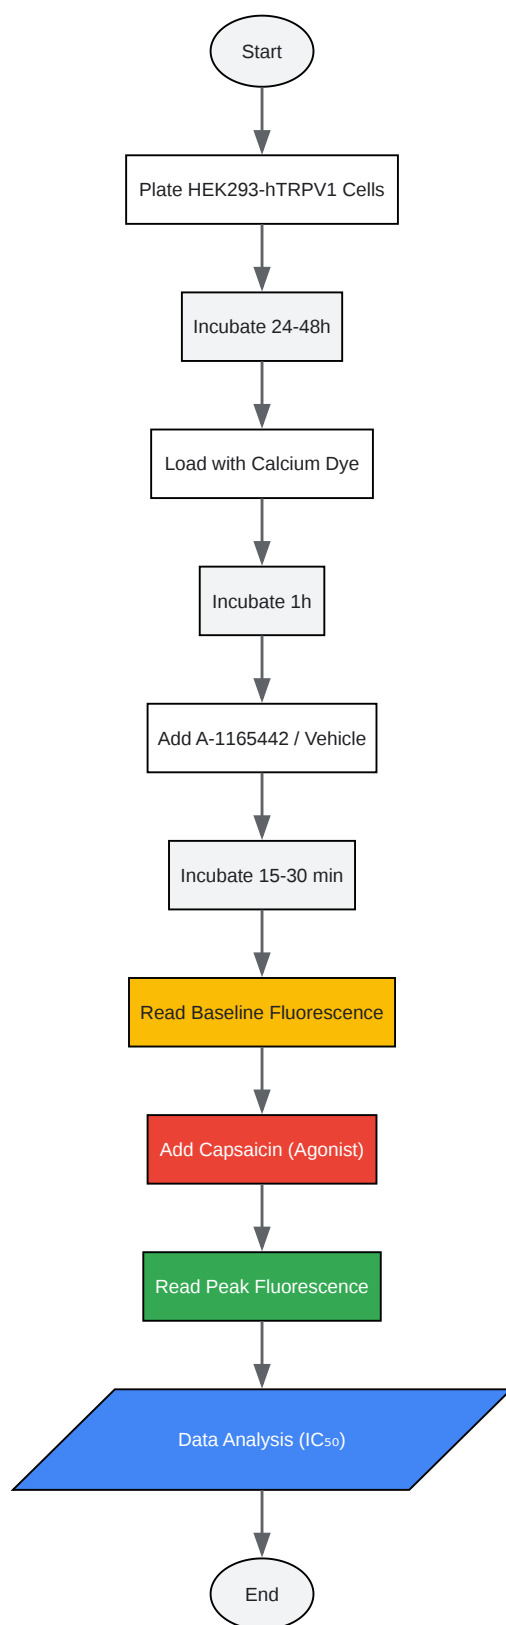 Start
Plate HEK293-hTRPV1 Cells
Incubate 24-48h
Load with Calcium Dye
Incubate 1h
Add A-1165442 / Vehicle
Incubate 15-30 min
Read Baseline Fluorescence
Add Capsaicin (Agonist)
Read Peak Fluorescence
Data Analysis (IC₅₀)
End